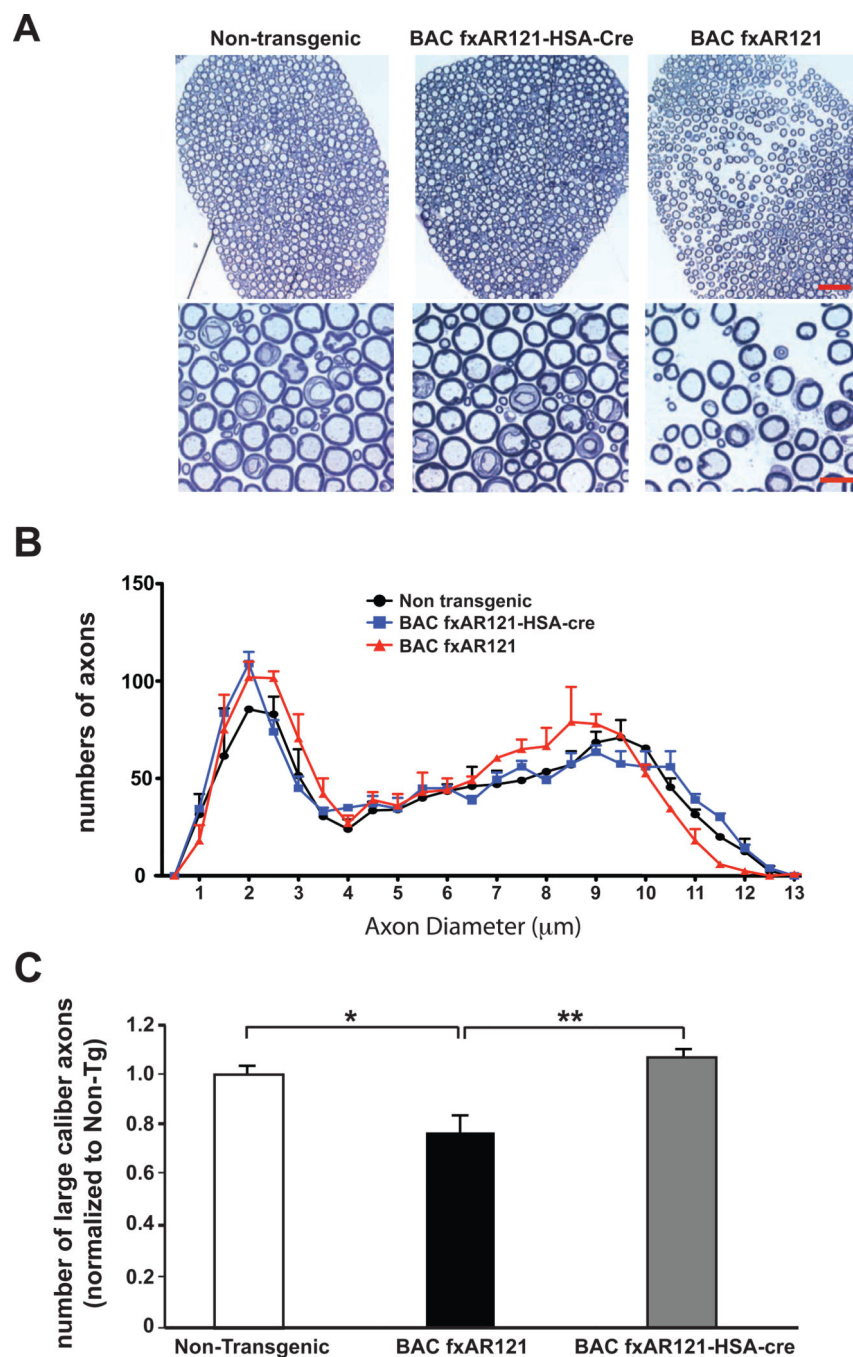 A
Non-transgenic
BAC fxAR121-HSA-Cre
BAC fxAR121
B
numbers of axons
150
100
50
0
Non transgenic
BAC fxAR121-HSA-cre
BAC fxAR121
1 2 3 4 5 6 7 8 9 10 11 12 13
Axon Diameter (μm)
C
number of large caliber axons
(normalized to Non-Tg)
1.2
1.0
0.8
0.6
0.4
0.2
0
*
**
Non-Transgenic
BAC fxAR121
BAC fxAR121-HSA-cre